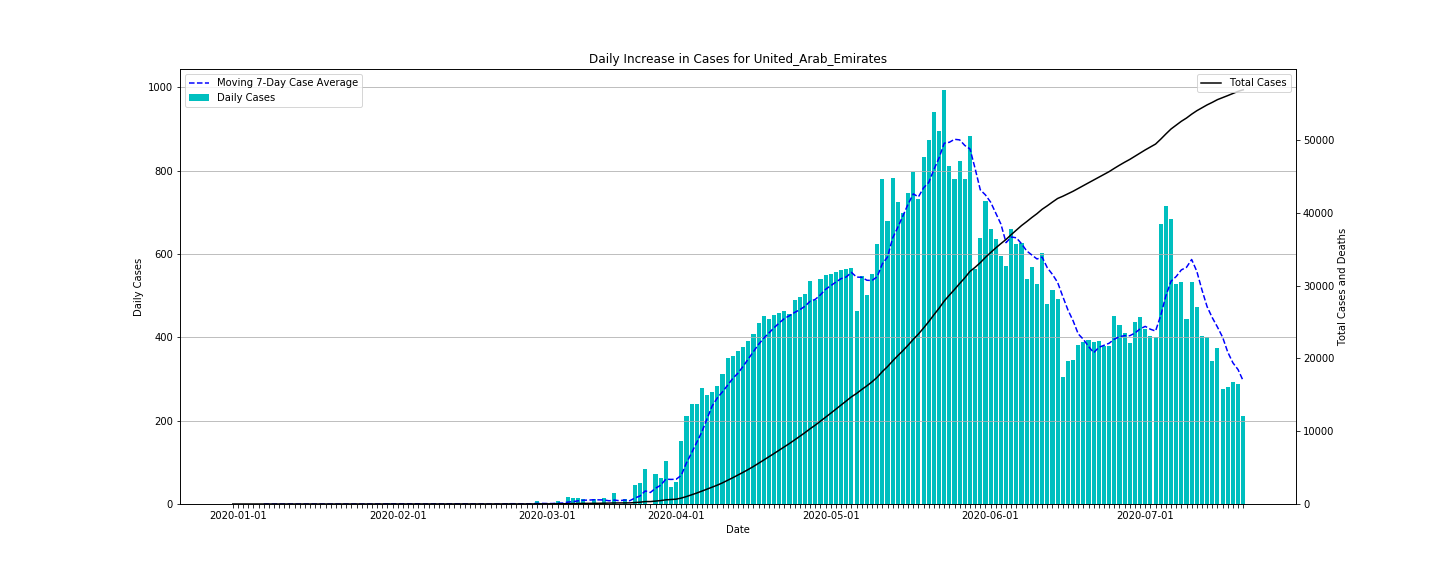 Daily Increase in Cases for United_Arab_Emirates
Moving 7-Day Case Average
Daily Cases
Total Cases
1000
800
600
400
200
0
Daily Cases
50000
40000
30000
20000
10000
0
Total Cases and Deaths
2020-01-01
2020-02-01
2020-03-01
2020-04-01
2020-05-01
2020-06-01
2020-07-01
Date